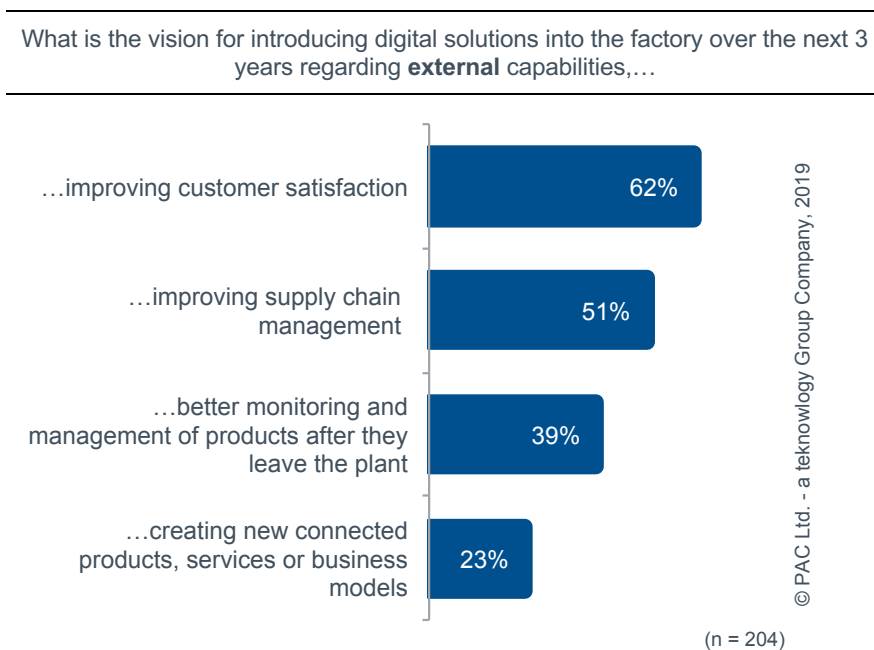 What is the vision for introducing digital solutions into the factory over the next 3
years regarding external capabilities,…
…improving customer satisfaction
62%
…improving supply chain
management
51%
…better monitoring and
management of products after they
leave the plant
39%
…creating new connected
products, services or business
models
23%
© PAC Ltd. - a teknowlogy Group Company, 2019
(n = 204)